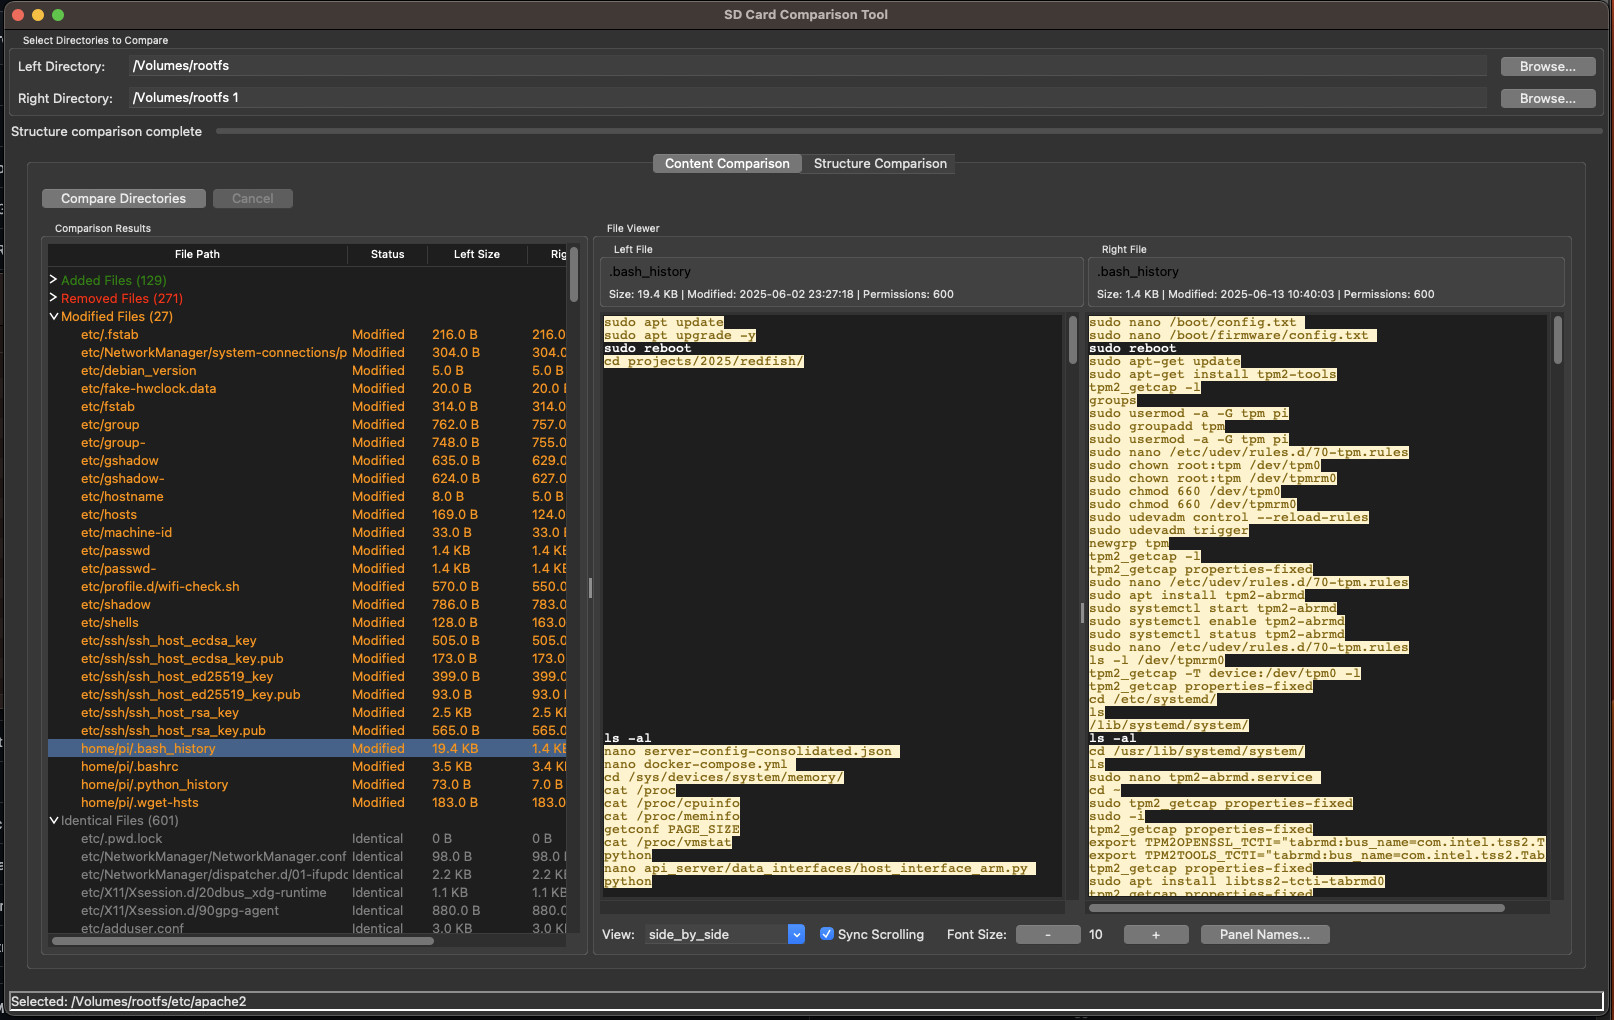 SD Card Comparison Tool
Select Directories to Compare
Left Directory: /Volumes/rootfs Browse...
Right Directory: /Volumes/rootfs 1 Browse...
Structure comparison complete
Content Comparison Structure Comparison
Compare Directories Cancel
Comparison Results
File Path Status Left Size Rig
Added Files (129)
Removed Files (271)
Modified Files (27)
etc/.fstab Modified 216.0 B 216.0
etc/NetworkManager/system-connections/p Modified 304.0 B 304.0
etc/debian_version Modified 5.0 B 5.0 B
etc/fake-hwclock.data Modified 20.0 B 20.0
etc/fstab Modified 314.0 B 314.0
etc/group Modified 762.0 B 757.0
etc/group- Modified 748.0 B 755.0
etc/gshadow Modified 635.0 B 629.0
etc/gshadow- Modified 624.0 B 627.0
etc/hostname Modified 8.0 B 5.0 B
etc/hosts Modified 169.0 B 124.0
etc/machine-id Modified 33.0 B 33.0
etc/passwd Modified 1.4 KB 1.4 KB
etc/passwd- Modified 1.4 KB 1.4 KB
etc/profile.d/wifi-check.sh Modified 570.0 B 550.0
etc/shadow Modified 786.0 B 783.0
etc/shells Modified 128.0 B 163.0
etc/ssh/ssh_host_ecdsa_key Modified 505.0 B 505.0
etc/ssh/ssh_host_ecdsa_key.pub Modified 173.0 B 173.0
etc/ssh/ssh_host_ed25519_key Modified 399.0 B 399.0
etc/ssh/ssh_host_ed25519_key.pub Modified 93.0 B 93.0
etc/ssh/ssh_host_rsa_key Modified 2.5 KB 2.5 KB
etc/ssh/ssh_host_rsa_key.pub Modified 565.0 B 565.0
home/pi/.bash_history Modified 19.4 KB 1.4 KB
home/pi/.bashrc Modified 3.5 KB 3.4 KB
home/pi/.python_history Modified 73.0 B 7.0 B
home/pi/.wget-hsts Modified 183.0 B 183.0
Identical Files (601)
etc/.pwd.lock Identical 0 B 0 B
etc/NetworkManager/NetworkManager.conf Identical 98.0 B 98.0
etc/NetworkManager/dispatcher.d/01-ifupdc Identical 2.2 KB 2.2 KB
etc/X11/Xsession.d/20dbus_xdg-runtime Identical 1.1 KB 1.1 KB
etc/X11/Xsession.d/90gpg-agent Identical 880.0 B 880.0
etc/adduser.conf Identical 3.0 KB 3.0 KB
File Viewer
Left File
.bash_history
Size: 19.4 KB | Modified: 2025-06-02 23:27:18 | Permissions: 600
sudo apt update
sudo apt upgrade -y
sudo reboot
cd projects/2025/redfish/
ls -al
nano server-config-consolidated.json
nano docker-compose.yml
cd /sys/devices/system/memory/
cat /proc
cat /proc/cpuinfo
cat /proc/meminfo
getconf PAGE_SIZE
cat /proc/vmstat
python
nano api_server/data_interfaces/host_interface_arm.py
python
Right File
.bash_history
Size: 1.4 KB | Modified: 2025-06-13 10:40:03 | Permissions: 600
sudo nano /boot/config.txt
sudo nano /boot/firmware/config.txt
sudo reboot
sudo apt-get update
sudo apt-get install tpm2-tools
tpm2_getcap -l
groups
sudo usermod -a -G tpm pi
sudo groupadd tpm
sudo usermod -a -G tpm pi
sudo nano /etc/udev/rules.d/70-tpm.rules
sudo chown root:tpm /dev/tpm0
sudo chown root:tpm /dev/tpmrm0
sudo chmod 660 /dev/tpm0
sudo chmod 660 /dev/tpmrm0
sudo udevadm control --reload-rules
sudo udevadm trigger
newgrp tpm
tpm2_getcap -l
tpm2_getcap properties-fixed
sudo nano /etc/udev/rules.d/70-tpm.rules
sudo apt install tpm2-abrmd
sudo systemctl start tpm2-abrmd
sudo systemctl enable tpm2-abrmd
sudo systemctl status tpm2-abrmd
sudo nano /etc/udev/rules.d/70-tpm.rules
ls -l /dev/tpmrm0
tpm2_getcap -T device:/dev/tpm0 -l
tpm2_getcap properties-fixed
cd /etc/systemd/
ls
/lib/systemd/system/
ls -al
cd /usr/lib/systemd/system/
ls
sudo nano tpm2-abrmd.service
cd ~
sudo tpm2_getcap properties-fixed
sudo -i
tpm2_getcap properties-fixed
export TPM2OPENSSL_TCTI="tabrmd:bus_name=com.intel.tss2.T
export TPM2TOOLS_TCTI="tabrmd:bus_name=com.intel.tss2.Tab
tpm2_getcap properties-fixed
sudo apt install libtss2-tcti-tabrmd0
tpm2_getcap properties-fixed
View: side_by_side Sync Scrolling Font Size: - 10 + Panel Names...
Selected: /Volumes/rootfs/etc/apache2